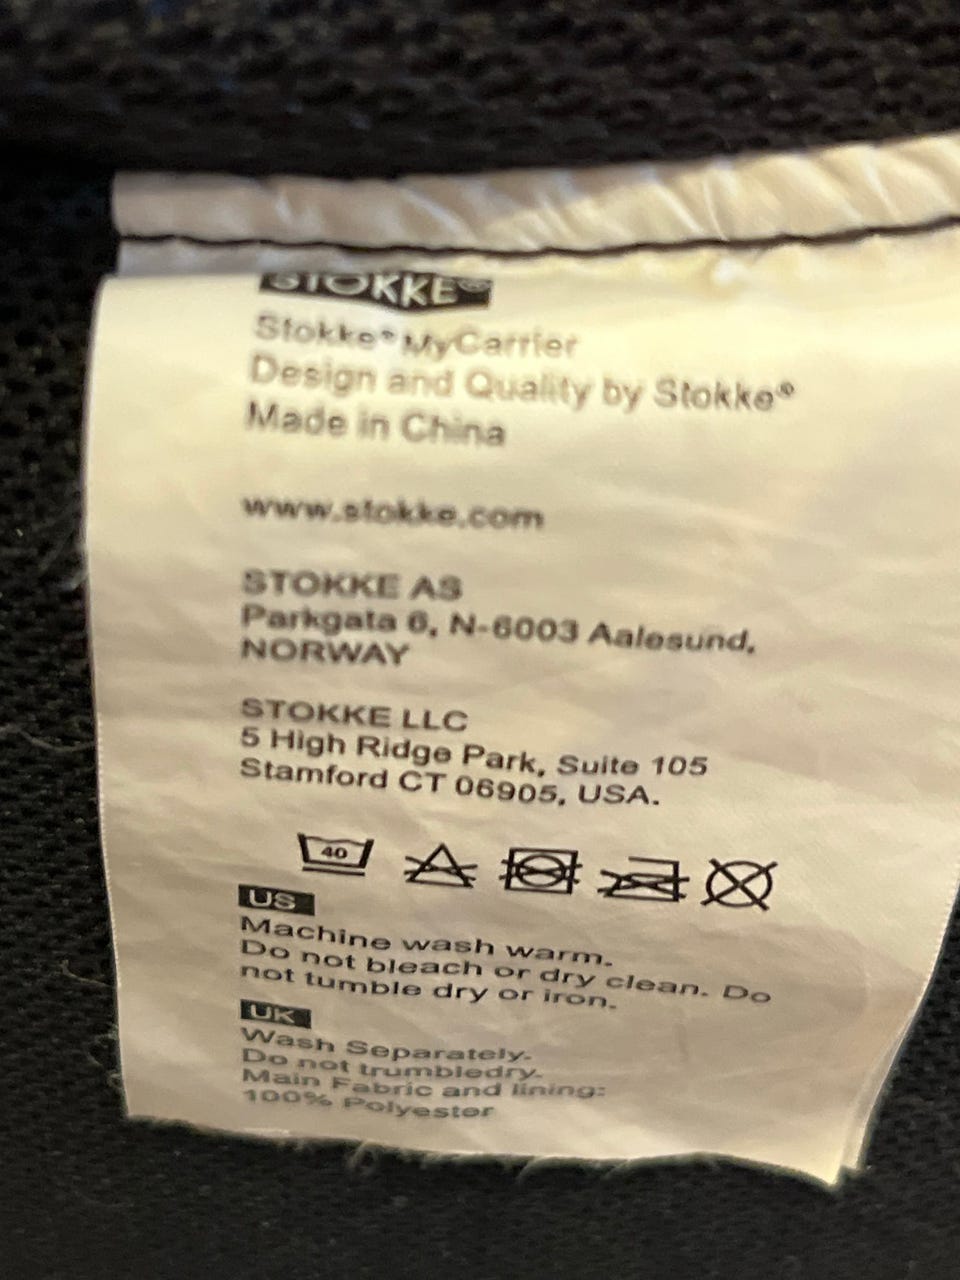 STOKKE®
Stokke® MyCarrier
Design and Quality by Stokke®
Made in China
www.stokke.com
STOKKE AS
Parkgata 6, N-6003 Aalesund,
NORWAY
STOKKE LLC
5 High Ridge Park, Suite 105
Stamford CT 06905, USA.
40
US
Machine wash warm.
Do not bleach or dry clean. Do
not tumble dry or iron.
UK
Wash Separately.
Do not trumbledry.
Main Fabric and lining:
100% Polyester